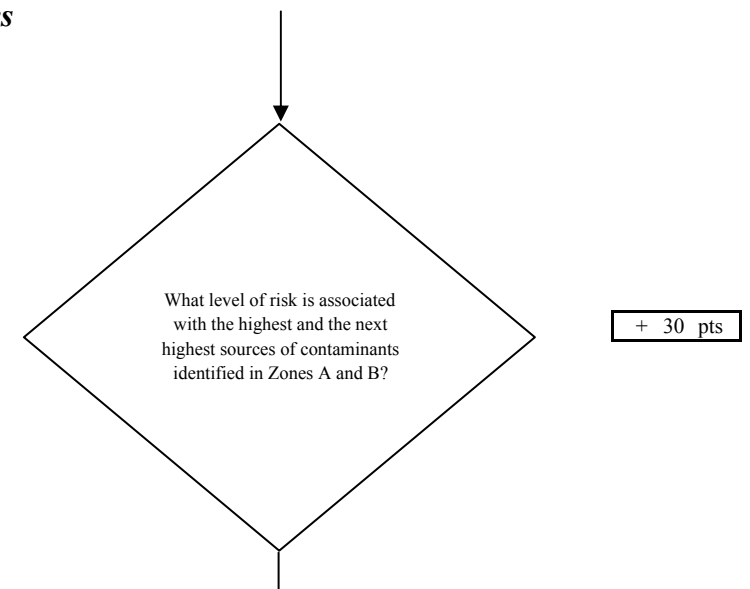 s
What level of risk is associated
with the highest and the next
highest sources of contaminants
identified in Zones A and B?
+ 30 pts